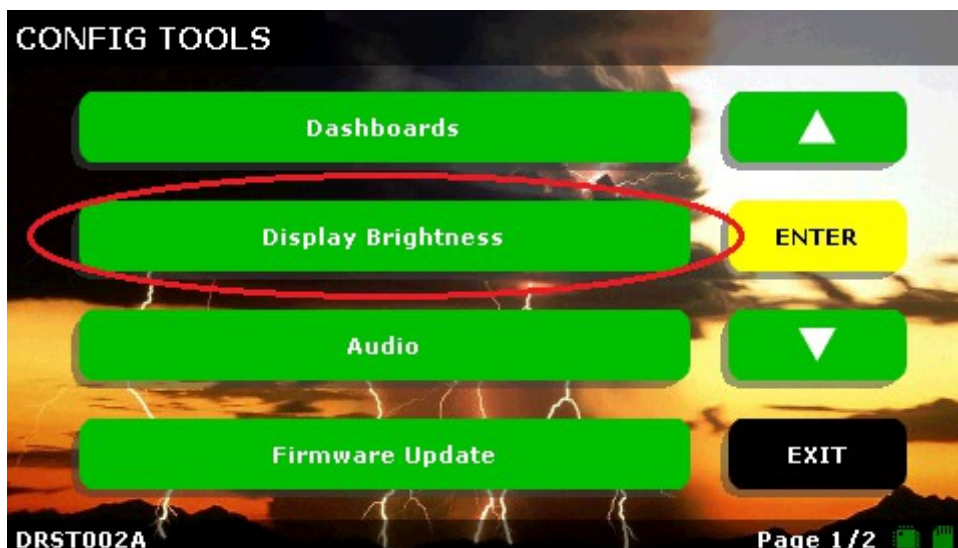 CONFIG TOOLS
Dashboards
Display Brightness
ENTER
Audio
Firmware Update
EXIT
DRST002A
Page 1/2